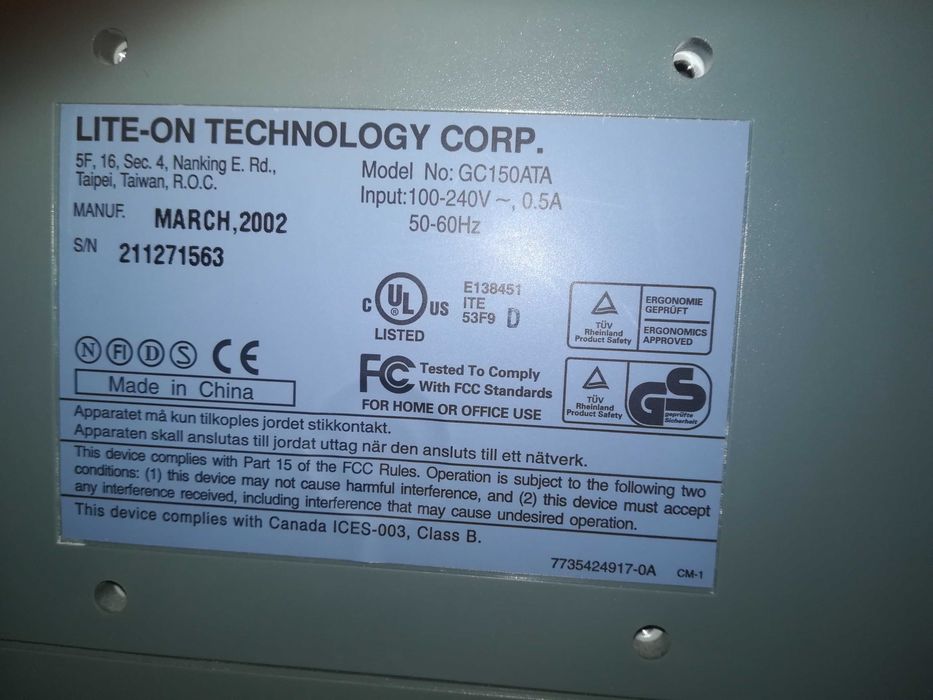 LITE-ON TECHNOLOGY CORP.
5F, 16, Sec. 4, Nanking E. Rd.,
Taipei, Taiwan, R.O.C.
Model No: GC150ATA
Input:100-240V ~, 0.5A
50-60Hz
MANUF. MARCH,2002
S/N 211271563
C UL ® US
LISTED
E138451
ITE
53F9 D
TÜV
Rheinland
Product Safety
ERGONOMIE
GEPRÜFT
ERGONOMICS
APPROVED
N FI D S CE
Made in China
FC Tested To Comply
With FCC Standards
FOR HOME OR OFFICE USE
TÜV
Rheinland
Product Safety
GS
geprüfte
Sicherheit
Apparatet må kun tilkoples jordet stikkontakt.
Apparaten skall anslutas till jordat uttag när den ansluts till ett nätverk.
This device complies with Part 15 of the FCC Rules. Operation is subject to the following two
conditions: (1) this device may not cause harmful interference, and (2) this device must accept
any interference received, including interference that may cause undesired operation.
This device complies with Canada ICES-003, Class B.
7735424917-0A CM-1